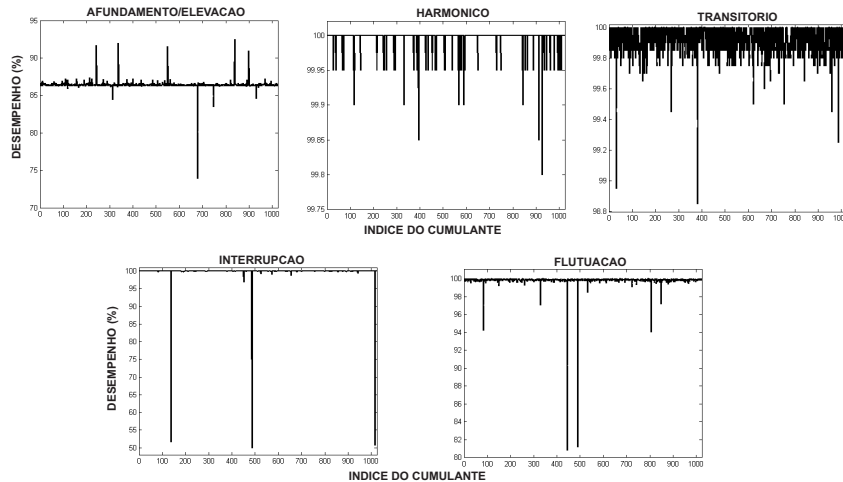 AFUNDAMENTO/ELEVACAO
DESEMPENHO (%)
95
90
85
80
75
70
0 100 200 300 400 500 600 700 800 900 1000
HARMONICO
100
99.95
99.9
99.85
99.8
99.75
0 100 200 300 400 500 600 700 800 900 1000
TRANSITORIO
100
99.8
99.6
99.4
99.2
99
98.8
0 100 200 300 400 500 600 700 800 900 1000
INDICE DO CUMULANTE
INTERRUPCAO
DESEMPENHO (%)
100
95
90
85
80
75
70
65
60
55
50
0 100 200 300 400 500 600 700 800 900 1000
FLUTUACAO
100
98
96
94
92
90
88
86
84
82
80
0 100 200 300 400 500 600 700 800 900 1000
INDICE DO CUMULANTE